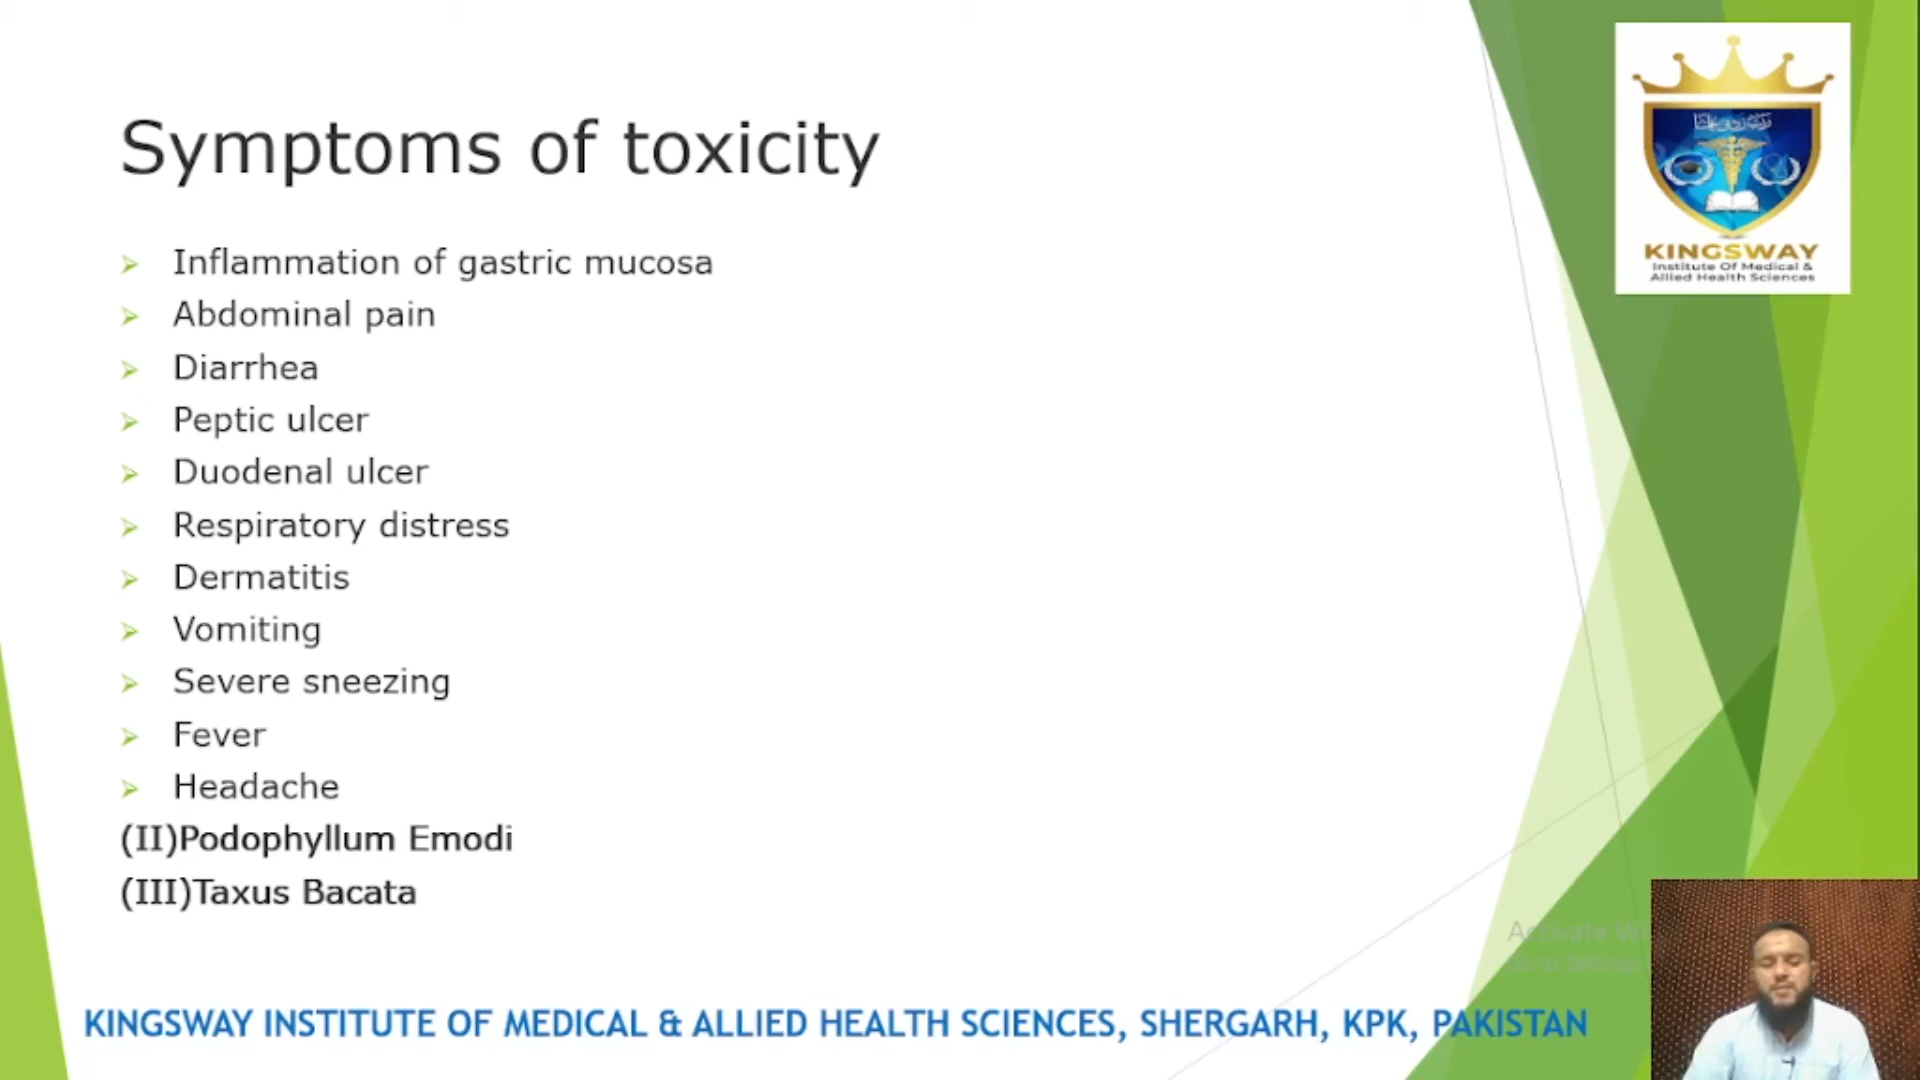 Symptoms of toxicity
Inflammation of gastric mucosa
Abdominal pain
Diarrhea
Peptic ulcer
Duodenal ulcer
Respiratory distress
Dermatitis
Vomiting
Severe sneezing
Fever
Headache
(II)Podophyllum Emodi
(III)Taxus Bacata
KINGSWAY
Institute Of Medical &
Allied Health Sciences
Activate Wi
KINGSWAY INSTITUTE OF MEDICAL & ALLIED HEALTH SCIENCES, SHERGARH, KPK, PAKISTAN